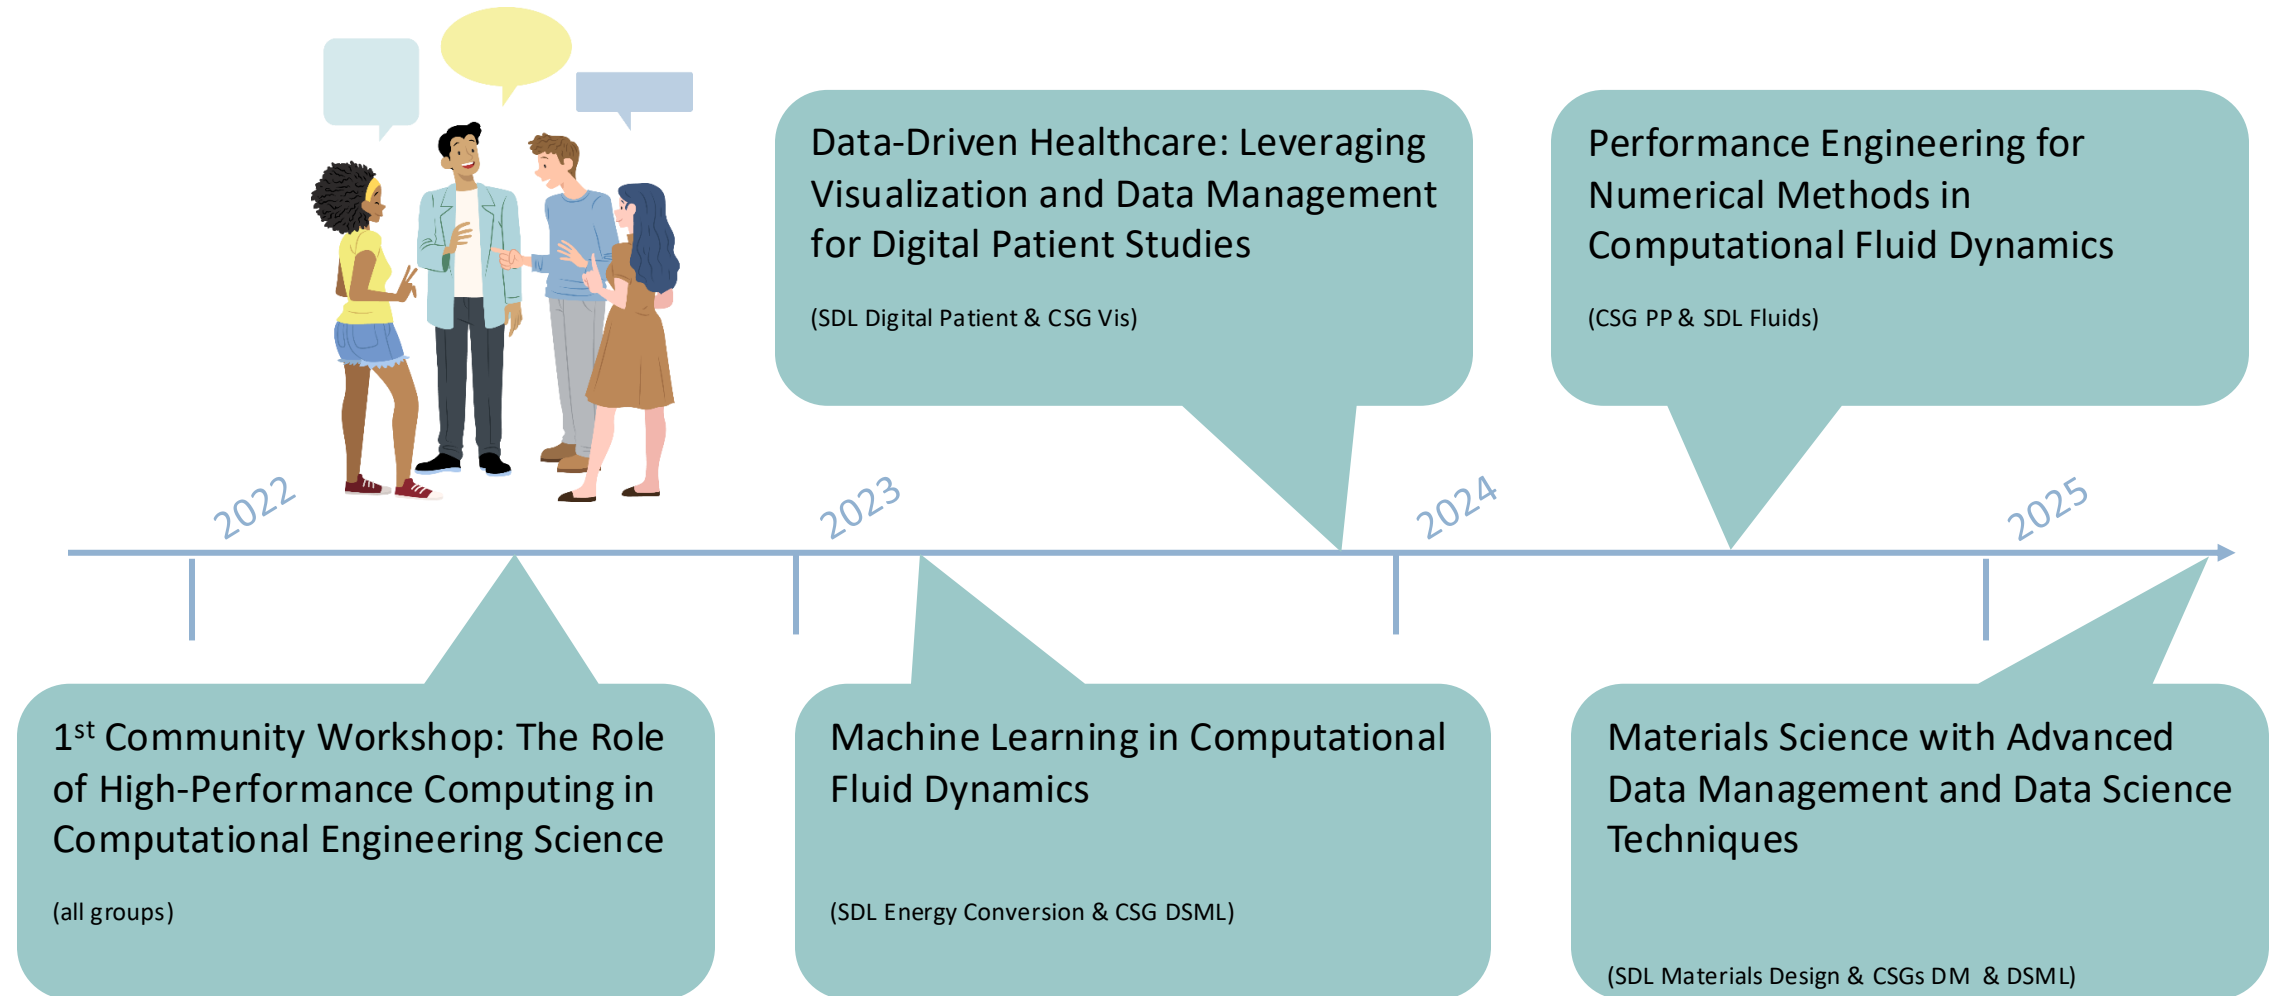 Data-Driven Healthcare: Leveraging
Visualization and Data Management
for Digital Patient Studies
(SDL Digital Patient & CSG Vis)
Performance Engineering for
Numerical Methods in
Computational Fluid Dynamics
(CSG PP & SDL Fluids)
2022
2023
2024
2025
1st Community Workshop: The Role
of High-Performance Computing in
Computational Engineering Science
(all groups)
Machine Learning in Computational
Fluid Dynamics
(SDL Energy Conversion & CSG DSML)
Materials Science with Advanced
Data Management and Data Science
Techniques
(SDL Materials Design & CSGs DM & DSML)